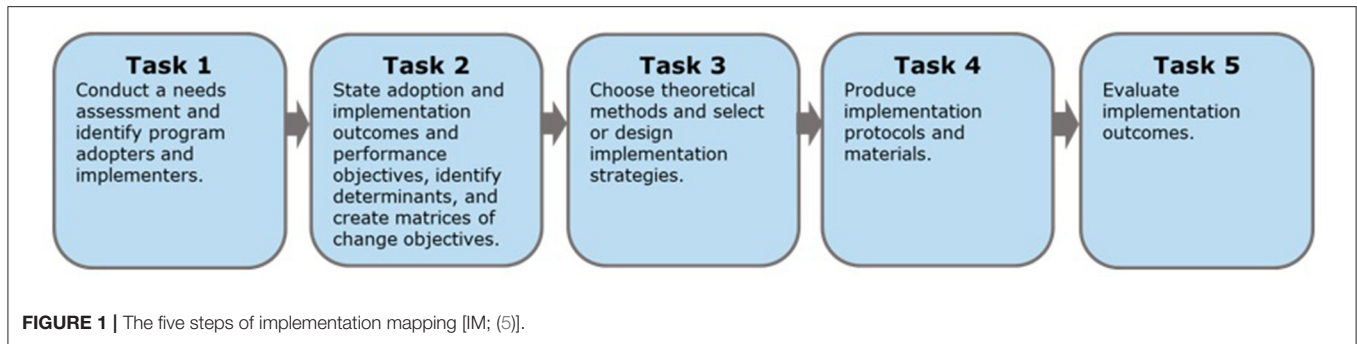 Task 1
Conduct a needs
assessment and
identify program
adopters and
implementers.
Task 2
State adoption and
implementation
outcomes and
performance
objectives, identify
determinants, and
create matrices of
change objectives.
Task 3
Choose theoretical
methods and select
or design
implementation
strategies.
Task 4
Produce
implementation
protocols and
materials.
Task 5
Evaluate
implementation
outcomes.
FIGURE 1 | The five steps of implementation mapping [IM; (5)].